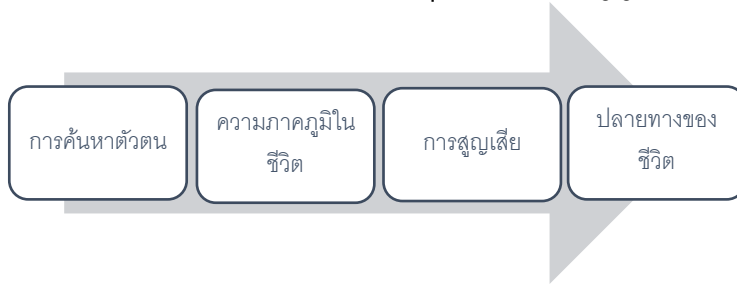 การค้นหาตัวตน
ความภาคภูมิใน
ชีวิต
การสูญเสีย
ปลายทางของ
ชีวิต